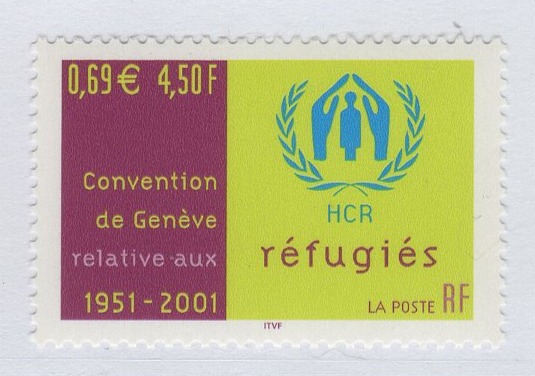 0,69€ 4,50F
HCR
Convention
de Genève
relative aux réfugiés
1951-2001
LA POSTE RF
ITVF